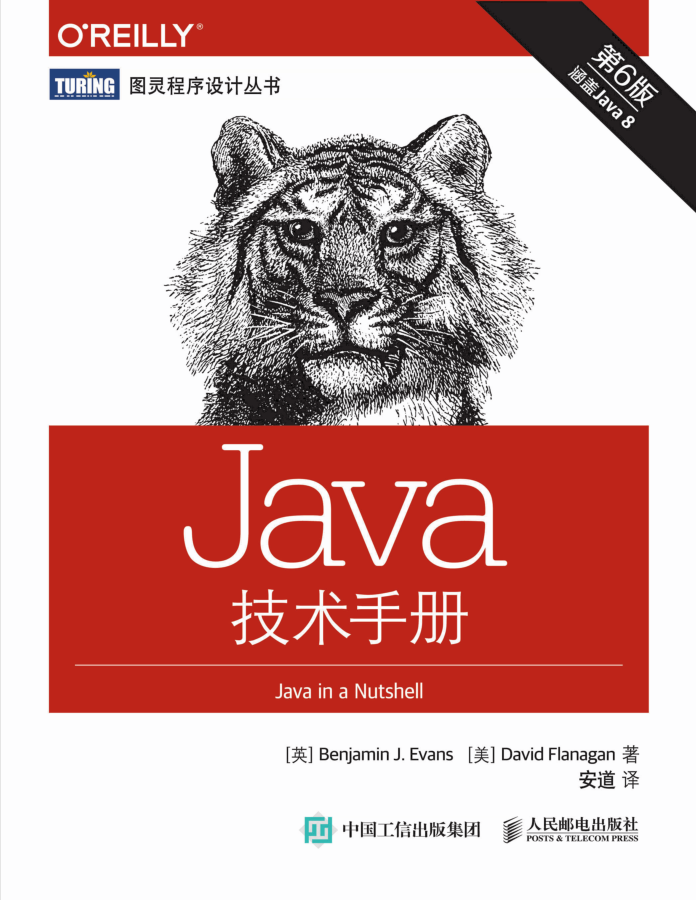 O'REILLY®
TURING 图灵程序设计丛书
第6版
涵盖Java 8
Java
技术手册
Java in a Nutshell
[英] Benjamin J. Evans [美] David Flanagan 著
安道 译
中国工信出版集团 人民邮电出版社
POSTS & TELECOM PRESS